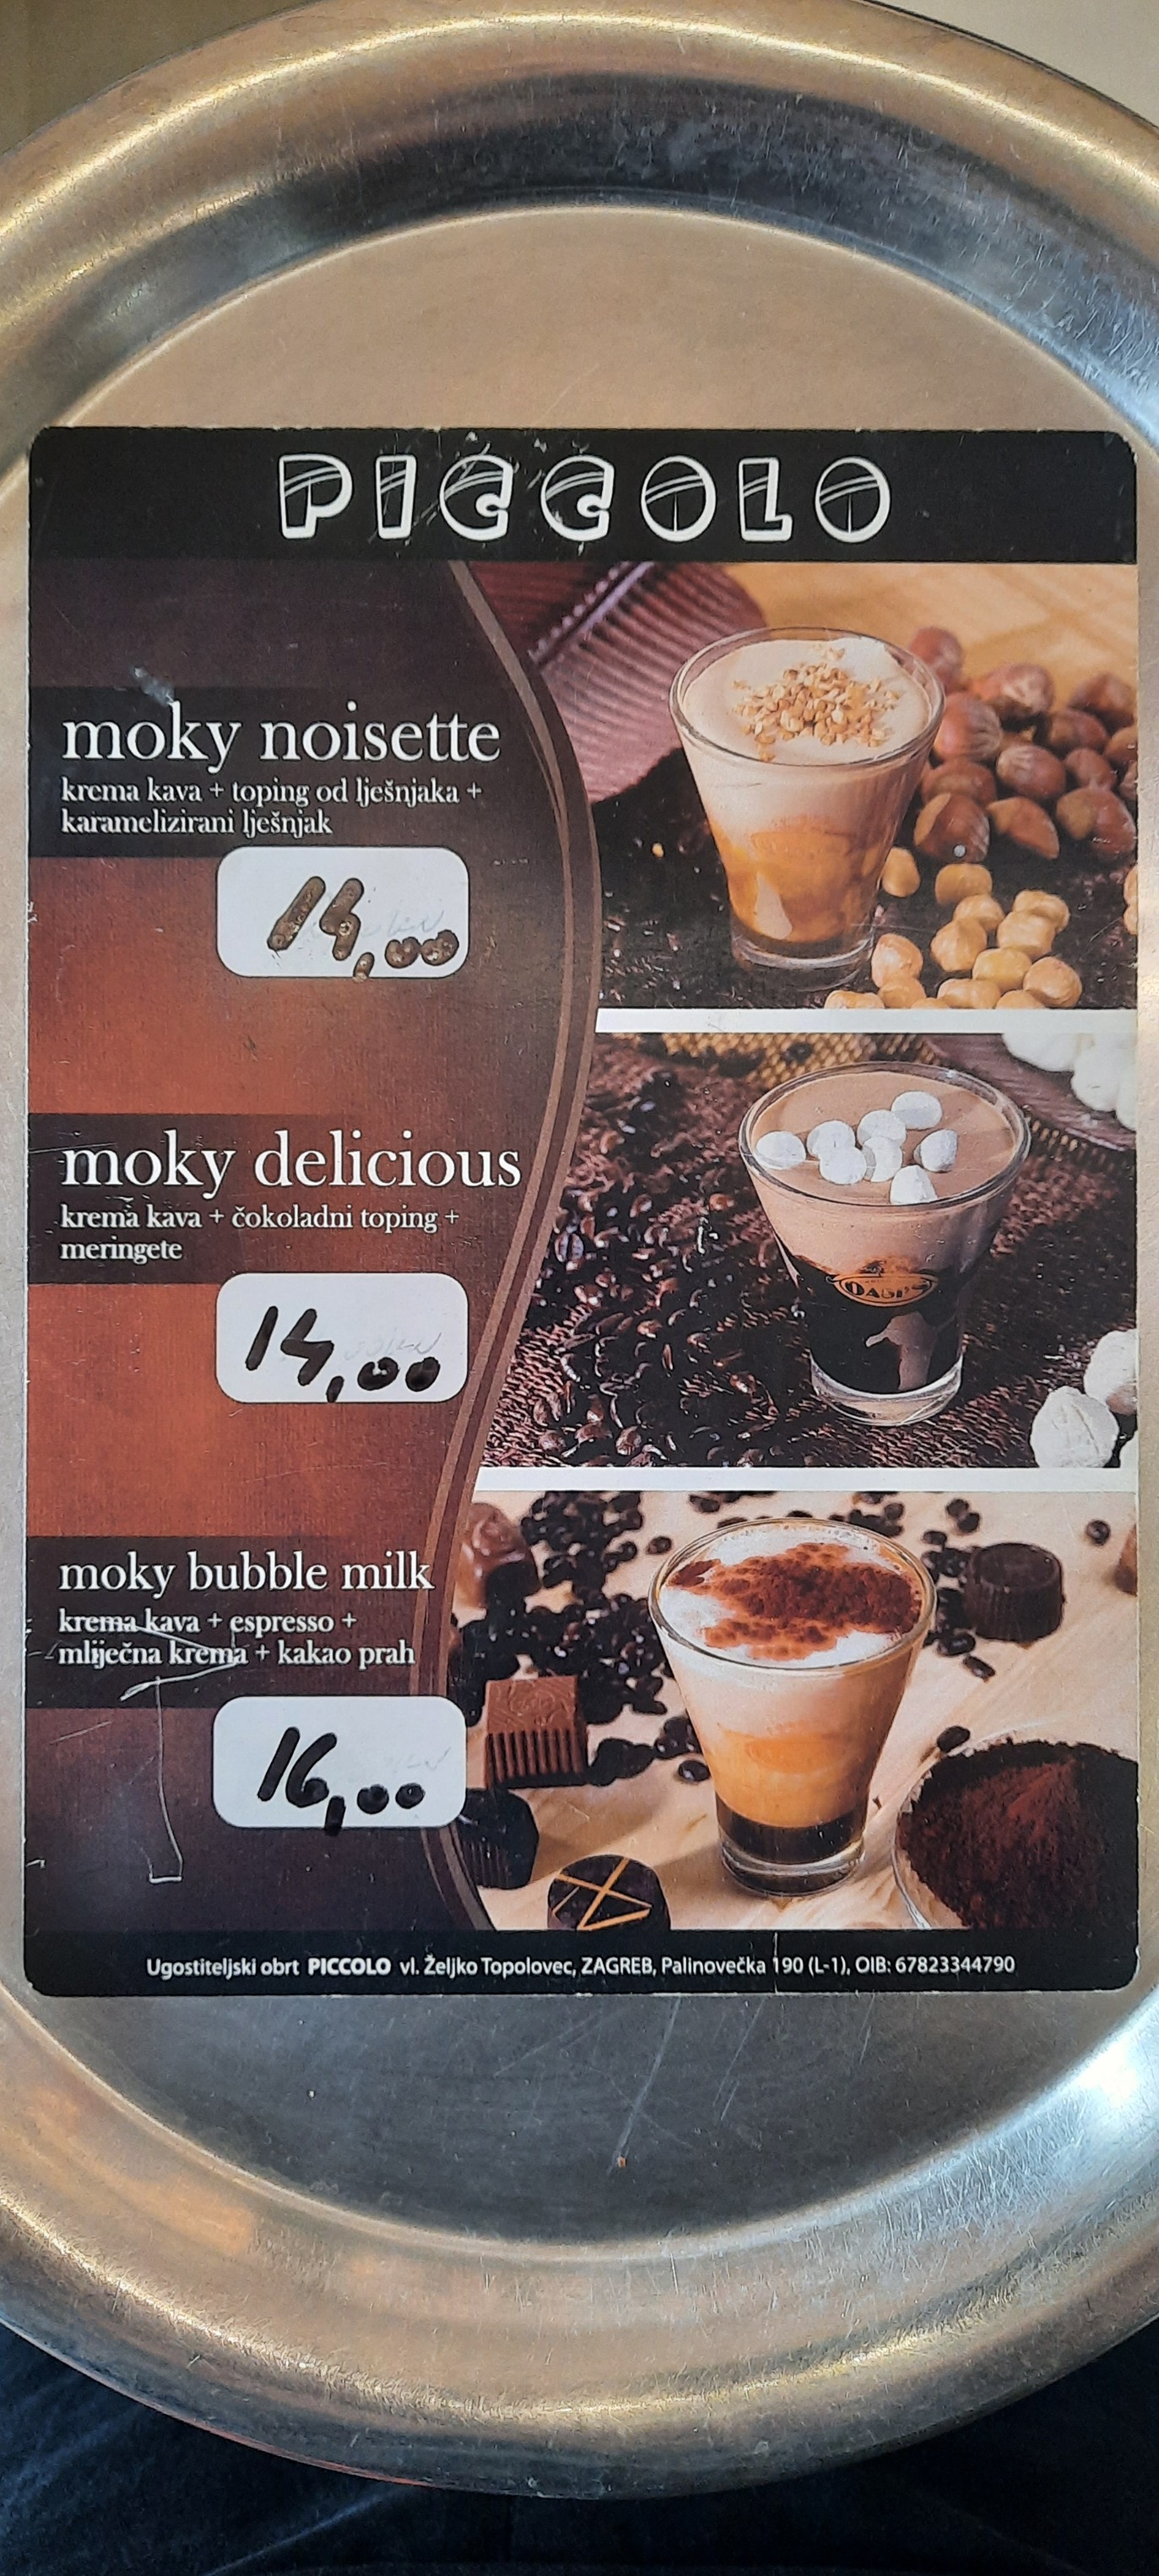 PICCOLO
moky noisette
krema kava + toping od lješnjaka +
karamelizirani lješnjak
14,00
moky delicious
krema kava + čokoladni toping +
meringete
14,00
moky bubble milk
krema kava + espresso +
mliječna krema + kakao prah
16,00
Ugostiteljski obrt PICCOLO vl. Željko Topolovec, ZAGREB, Palinovečka 190 (L-1), OIB: 67823344790